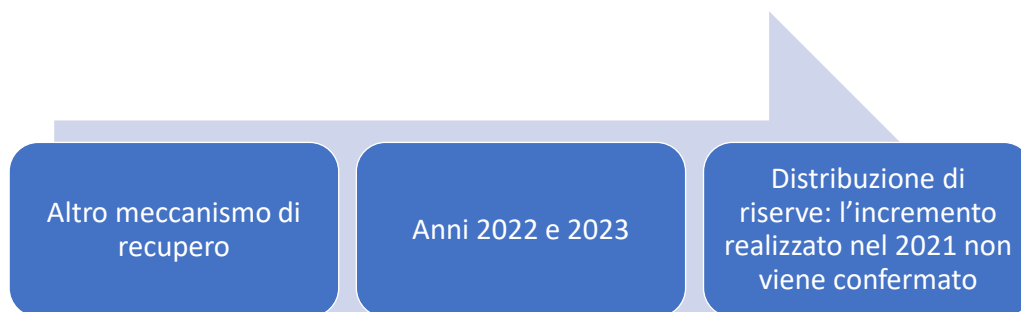 Altro meccanismo di
recupero
Anni 2022 e 2023
Distribuzione di
riserve: l’incremento
realizzato nel 2021 non
viene confermato